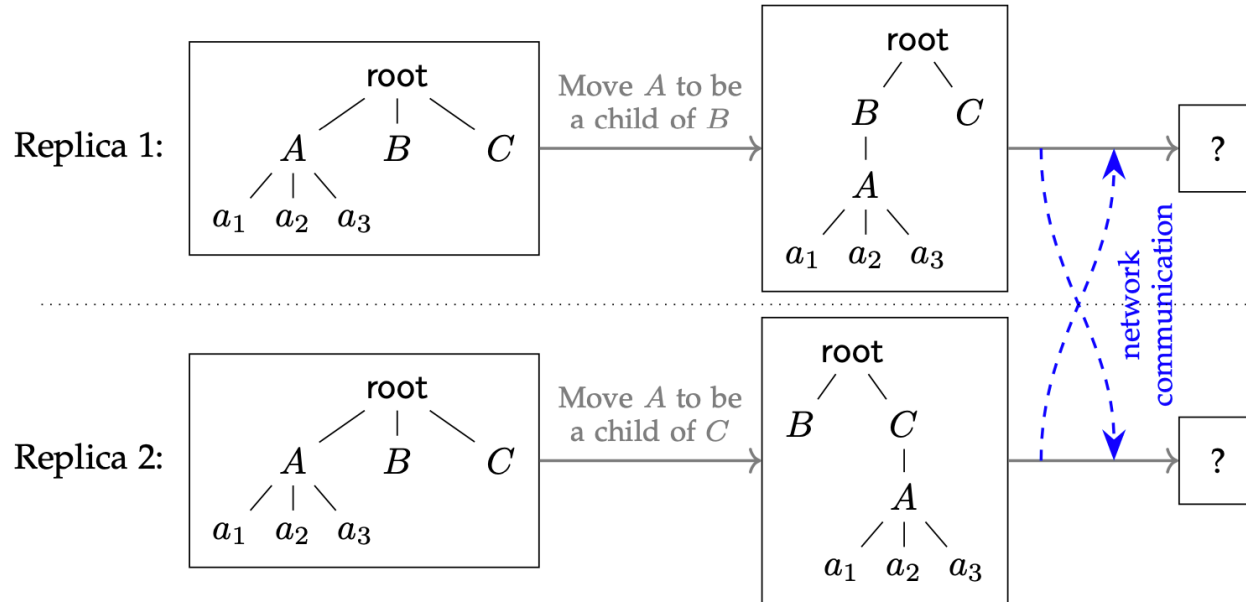 root
Move A to be
a child of B
root
B C
?
Replica 1:
A B C
A
a₁ a₂ a₃
a₁ a₂ a₃
network
communication
root
Move A to be
a child of C
root
B C
?
Replica 2:
A B C
A
a₁ a₂ a₃
a₁ a₂ a₃